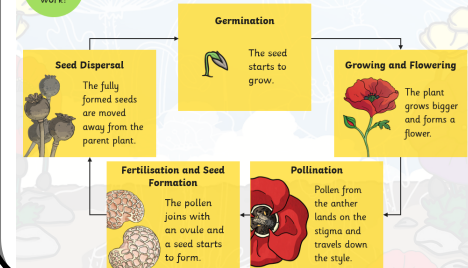 work?
Germination
The seed
starts to
grow.
Seed Dispersal
The fully
formed seeds
are moved
away from the
parent plant.
Growing and Flowering
The plant
grows bigger
and forms a
flower.
Fertilisation and Seed
Formation
The pollen
joins with
an ovule and
a seed starts
to form.
Pollination
Pollen from
the anther
lands on the
stigma and
travels down
the style.